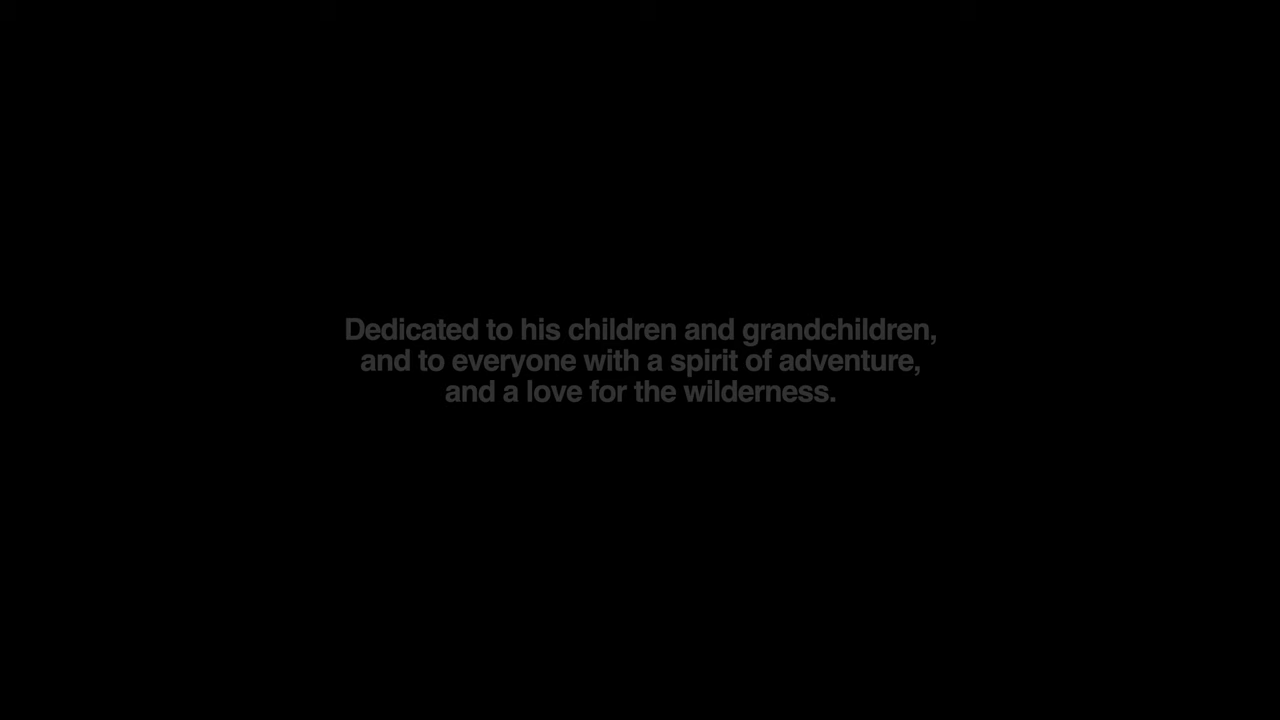 Dedicated to his children and grandchildren,
and to everyone with a spirit of adventure,
and a love for the wilderness.